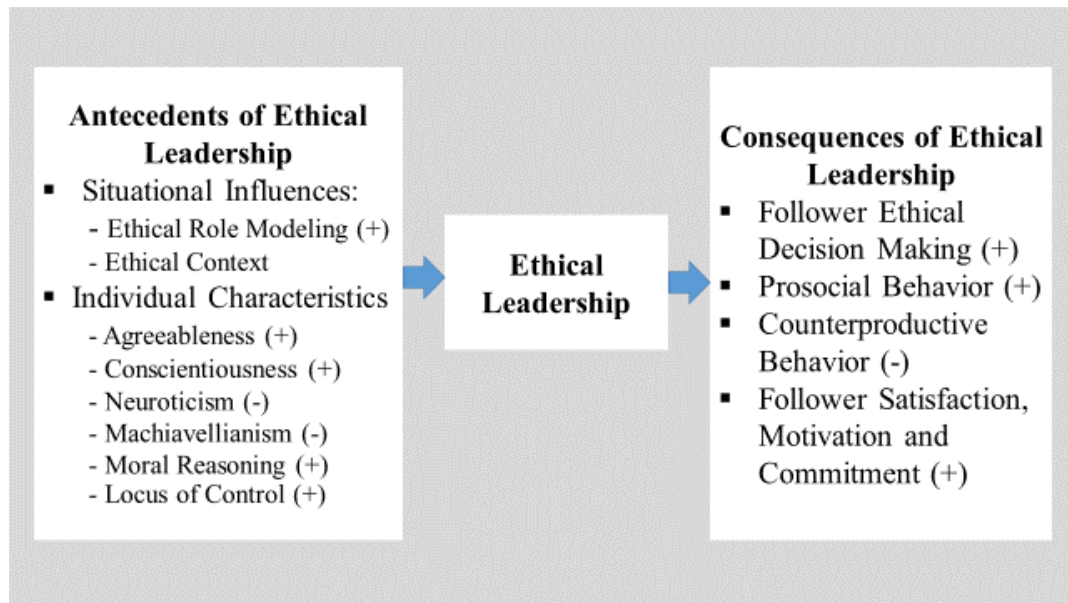 Antecedents of Ethical
Leadership
▪ Situational Influences:
- Ethical Role Modeling (+)
- Ethical Context
▪ Individual Characteristics
- Agreeableness (+)
- Conscientiousness (+)
- Neuroticism (-)
- Machiavellianism (-)
- Moral Reasoning (+)
- Locus of Control (+)
Ethical
Leadership
Consequences of Ethical
Leadership
▪ Follower Ethical
Decision Making (+)
▪ Prosocial Behavior (+)
▪ Counterproductive
Behavior (-)
▪ Follower Satisfaction,
Motivation and
Commitment (+)